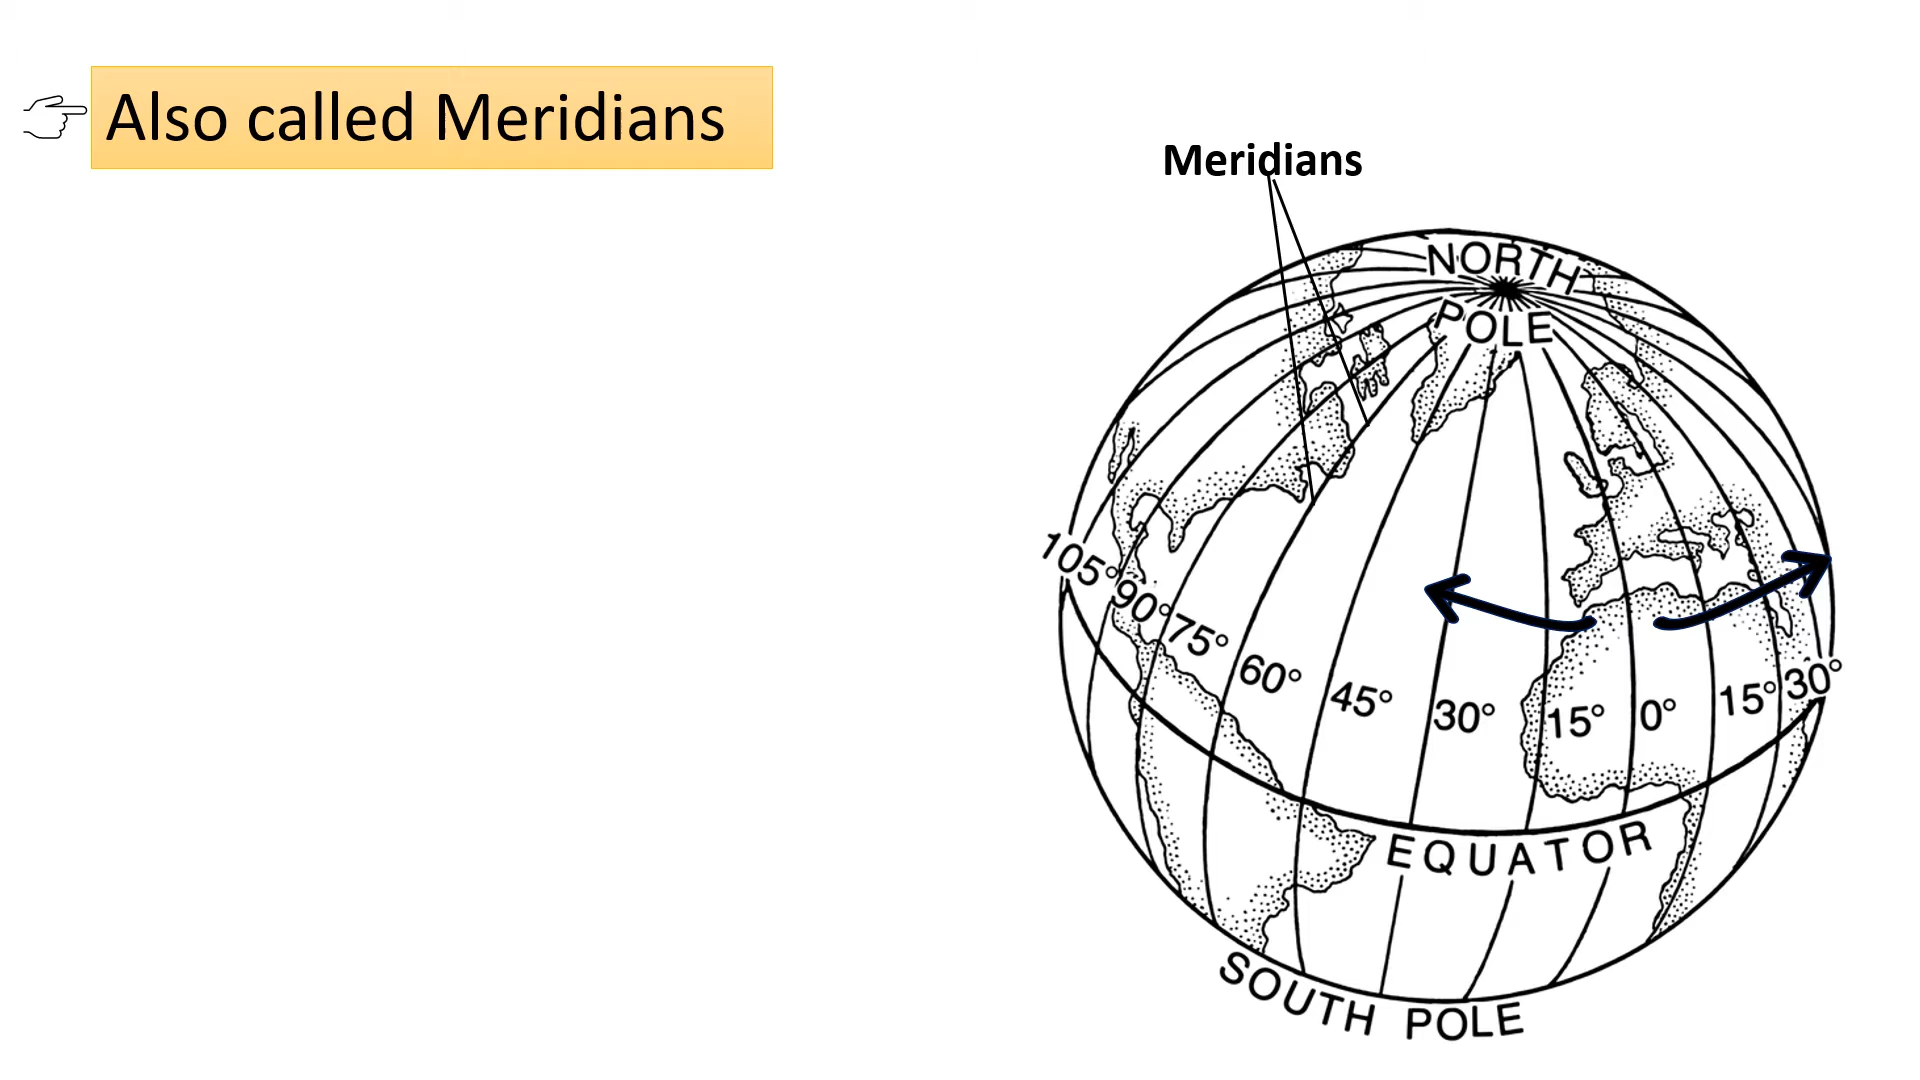 Also called Meridians
Meridians
NORTH
POLE
105°
90°
75°
60°
45°
30°
15°
0°
15°
30°
EQUATOR
SOUTH POLE